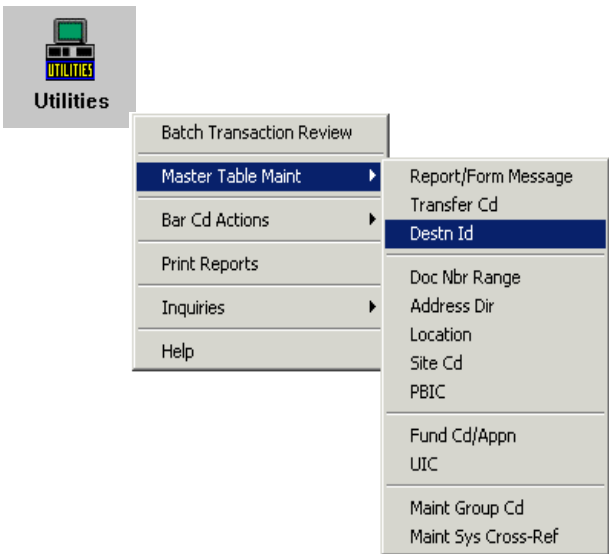 UTILITIES
Utilities
Batch Transaction Review
Master Table Maint
Bar Cd Actions
Print Reports
Inquiries
Help
Report/Form Message
Transfer Cd
Destn Id
Doc Nbr Range
Address Dir
Location
Site Cd
PBIC
Fund Cd/Appn
UIC
Maint Group Cd
Maint Sys Cross-Ref